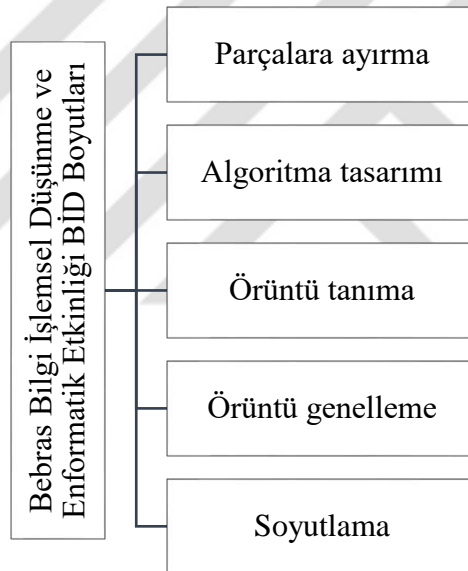 Bebras Bilgi İşlemsel Düşünme ve
Enformatik Etkinliği BİD Boyutları
Parçalara ayırma
Algoritma tasarımı
Örüntü tanıma
Örüntü genelleme
Soyutlama